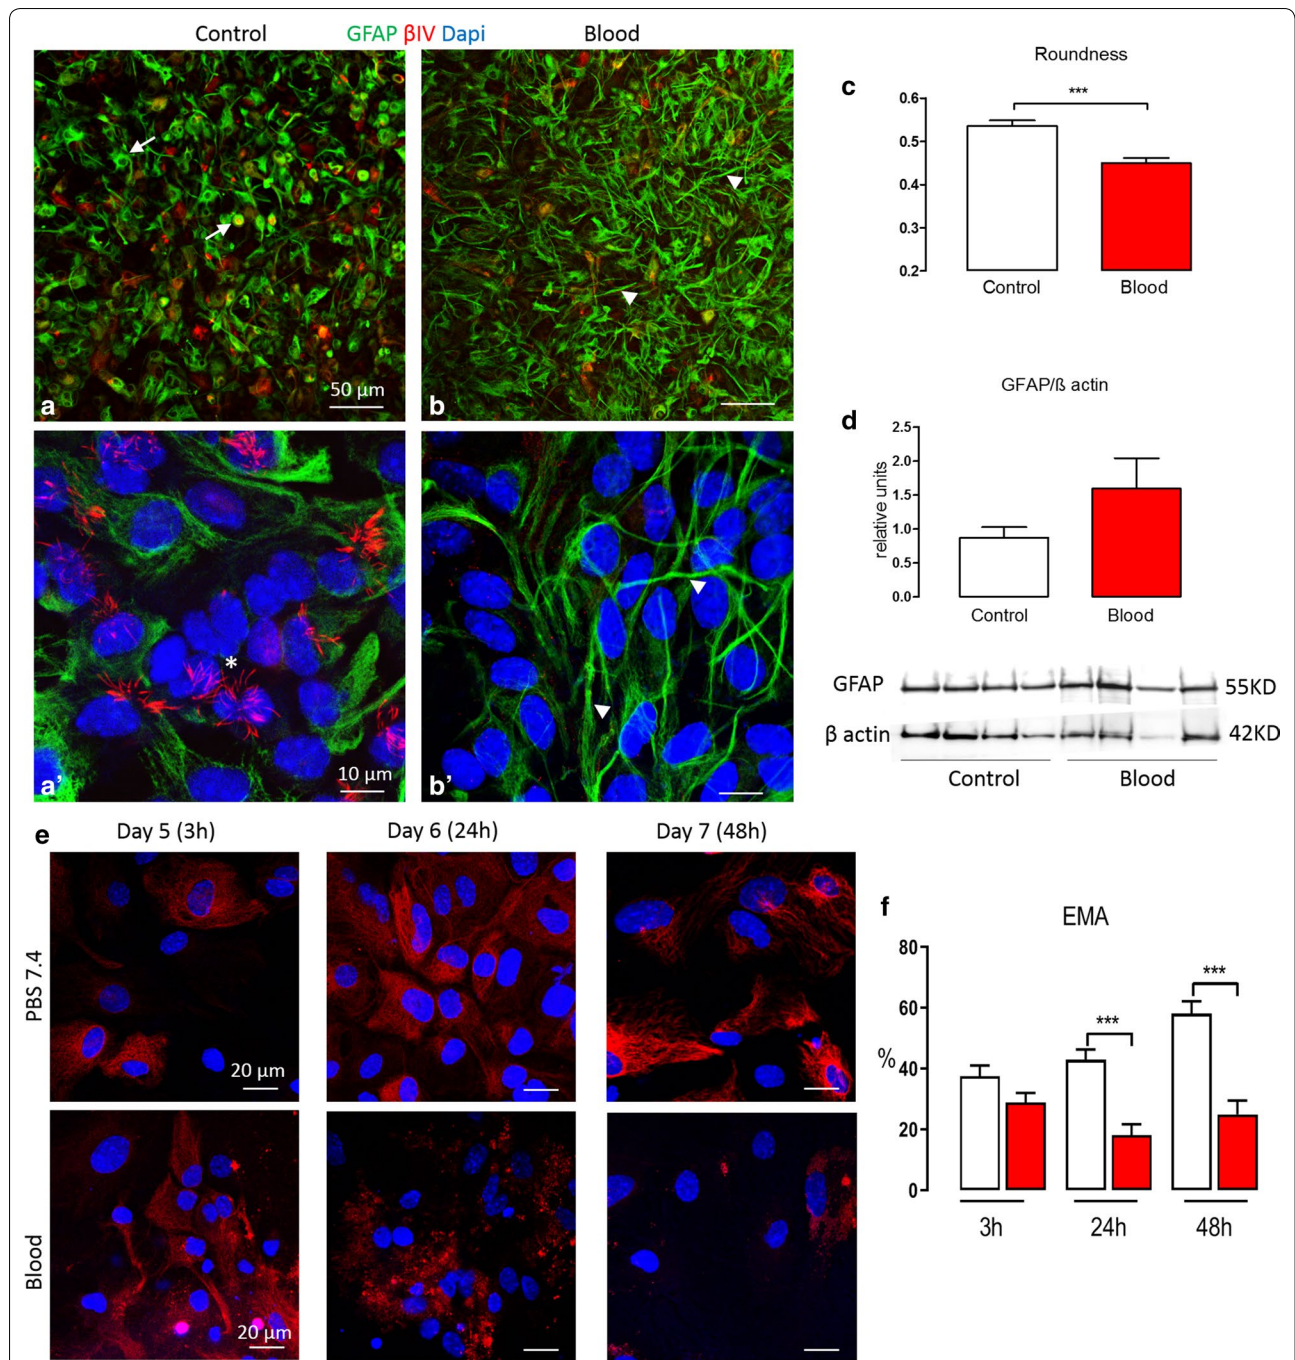 Control GFAP βIV Dapi Blood
50 µm
a
b
10 µm
*
a’
b’
c
Roundness
***
0.6
0.5
0.4
0.3
0.2
Control Blood
d
GFAP/ß actin
relative units
2.5
2.0
1.5
1.0
0.5
0.0
Control Blood
GFAP 55KD
β actin 42KD
Control Blood
e
Day 5 (3h) Day 6 (24h) Day 7 (48h)
PBS 7.4
20 µm
Blood
20 µm
f
EMA
%
80
60
40
20
0
***
***
3h 24h 48h